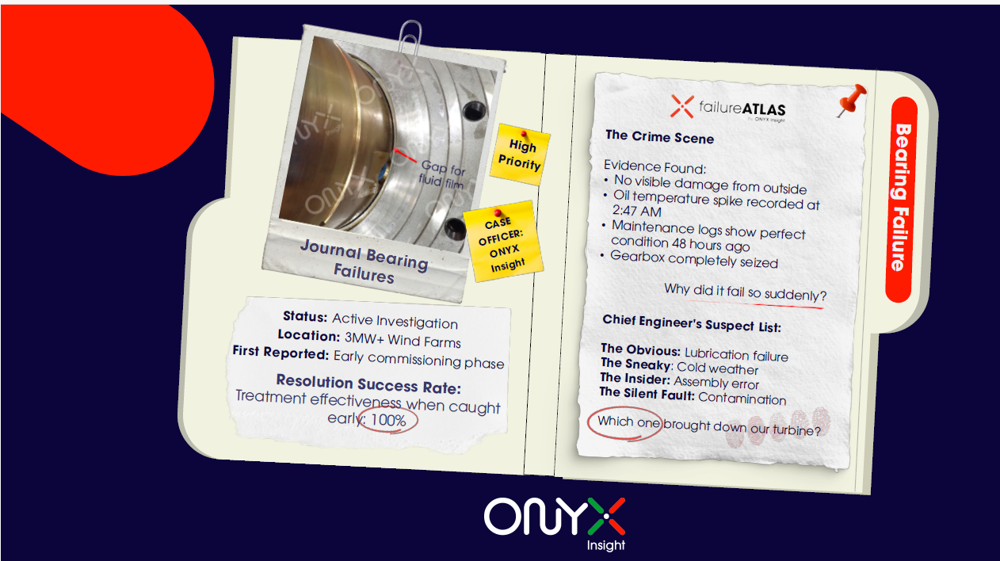 ONYX
ONYX
Insight
ONYX
Gap for
fluid film
Journal Bearing
Failures
High
Priority
CASE
OFFICER:
ONYX
Insight
Status: Active Investigation
Location: 3MW+ Wind Farms
First Reported: Early commissioning phase
Resolution Success Rate:
Treatment effectiveness when caught
early: 100%
failureATLAS
by ONYX Insight
The Crime Scene
Evidence Found:
• No visible damage from outside
• Oil temperature spike recorded at
2:47 AM
• Maintenance logs show perfect
condition 48 hours ago
• Gearbox completely seized
Why did it fail so suddenly?
Chief Engineer's Suspect List:
The Obvious: Lubrication failure
The Sneaky: Cold weather
The Insider: Assembly error
The Silent Fault: Contamination
Which one brought down our turbine?
Bearing Failure
ONYX
Insight